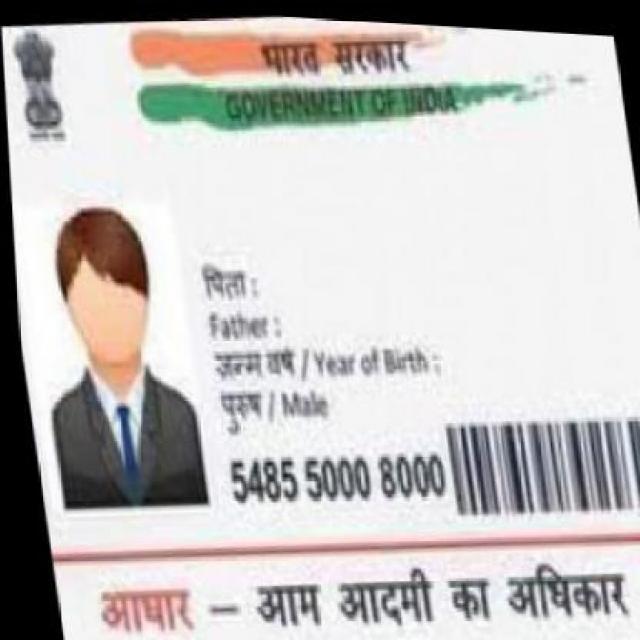 भारत सरकार
GOVERNMENT OF INDIA
पिता :
Father :
जन्म वर्ष / Year of Birth :
पुरुष / Male
5485 5000 8000
आधार – आम आदमी का अधिकार